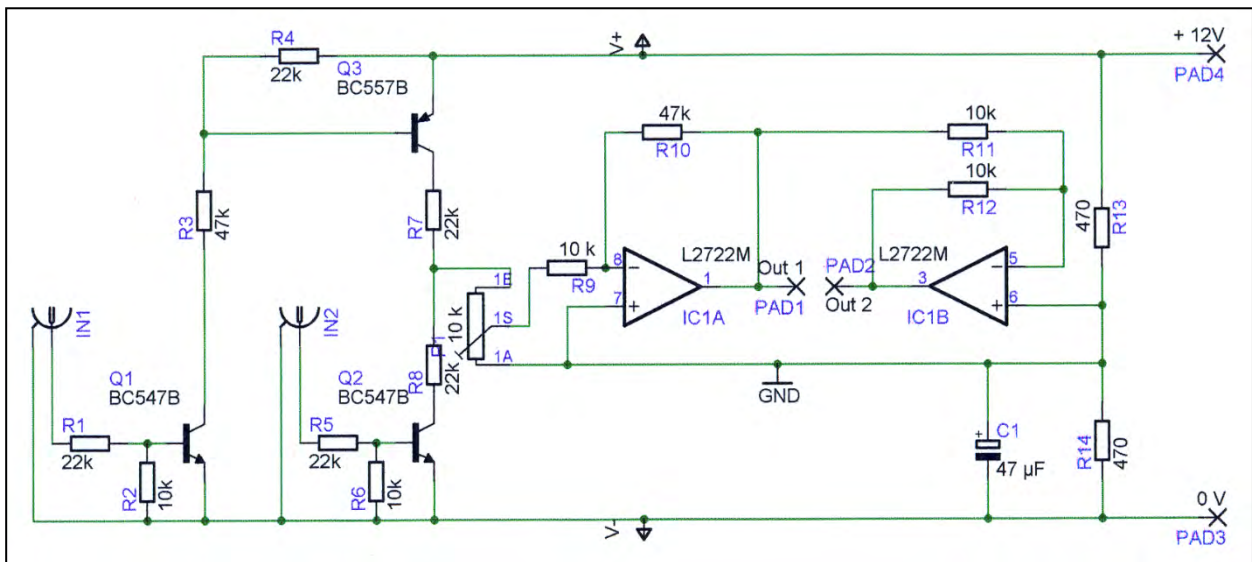 R4
22k
Q3
BC557B
V+
+ 12V
PAD4
47k
R10
10k
R11
10k
R12
R3
47k
R7
22k
470
R13
1E
10 k
R9
8
7
1
L2722M
Out 1
PAD1
IC1A
PAD2
Out 2
L2722M
3
5
6
IC1B
10 k
1S
1A
IN1
IN2
R8
22k
GND
Q1
BC547B
Q2
BC547B
R1
22k
R5
22k
R2
10k
R6
10k
C1
+
47 µF
R14
470
V-
0 V
PAD3